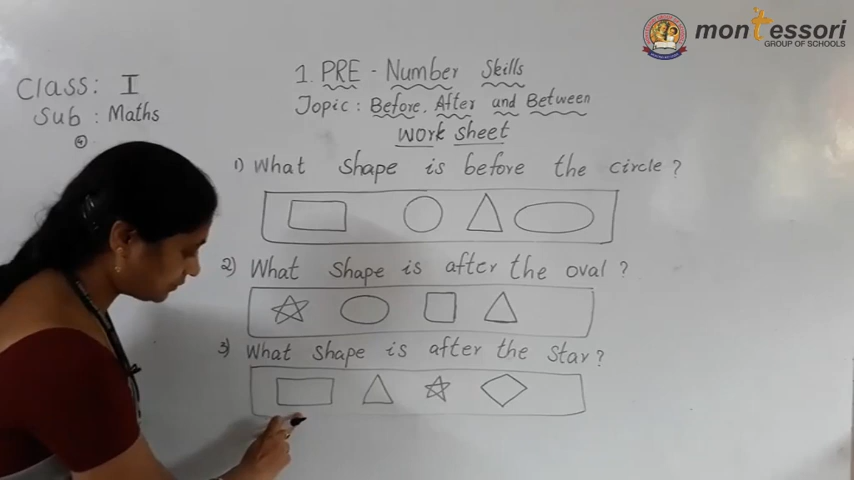 montessori
GROUP OF SCHOOLS
Class: I
Sub : Maths
④
1. PRE - Number Skills
Topic : Before, After and Between
Work sheet
1) What shape is before the circle ?
2) What shape is after the oval ?
3) What shape is after the star ?